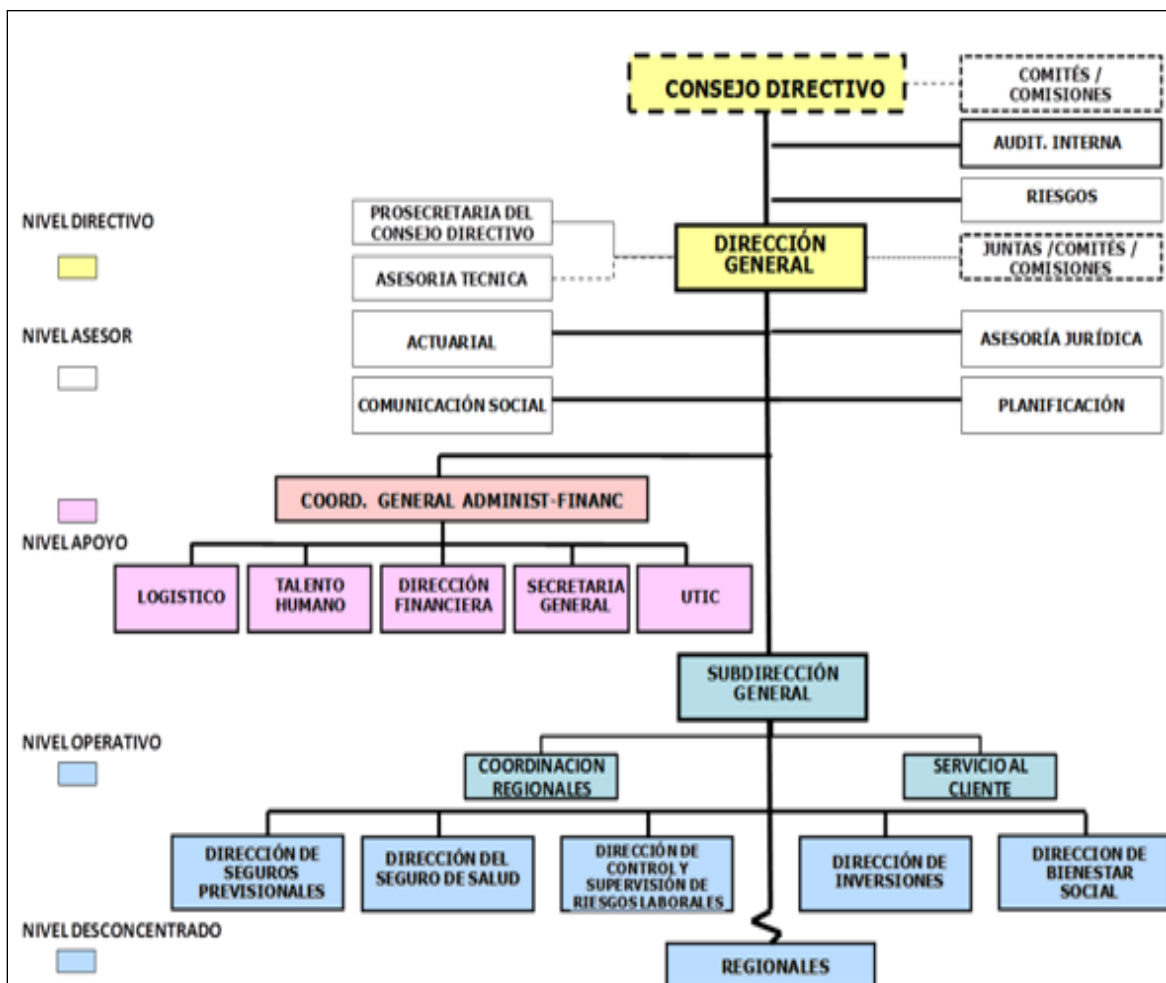 CONSEJO DIRECTIVO
COMITÉS /
COMISIONES
AUDIT. INTERNA
RIESGOS
NIVEL DIRECTIVO
PROSECRETARIA DEL
CONSEJO DIRECTIVO
DIRECCIÓN
GENERAL
JUNTAS /COMITÉS /
COMISIONES
ASESORIA TECNICA
NIVEL ASESOR
ACTUARIAL
ASESORÍA JURÍDICA
COMUNICACIÓN SOCIAL
PLANIFICACIÓN
COORD. GENERAL ADMINIST-FINANC
NIVEL APOYO
LOGISTICO
TALENTO
HUMANO
DIRECCIÓN
FINANCIERA
SECRETARIA
GENERAL
UTIC
SUBDIRECCIÓN
GENERAL
NIVEL OPERATIVO
COORDINACION
REGIONALES
SERVICIO AL
CLIENTE
DIRECCIÓN DE
SEGUROS
PREVISIONALES
DIRECCIÓN DEL
SEGURO DE SALUD
DIRECCIÓN DE
CONTROL Y
SUPERVISIÓN DE
RIESGOS LABORALES
DIRECCIÓN DE
INVERSIONES
DIRECCION DE
BIENESTAR
SOCIAL
NIVEL DESCONCENTRADO
REGIONALES